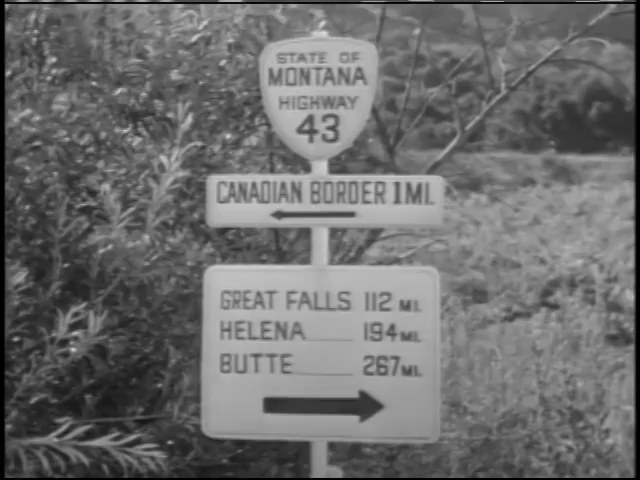 STATE OF
MONTANA
HIGHWAY
43
CANADIAN BORDER 1 MI.
GREAT FALLS 112 MI.
HELENA 194 MI.
BUTTE 267 MI.